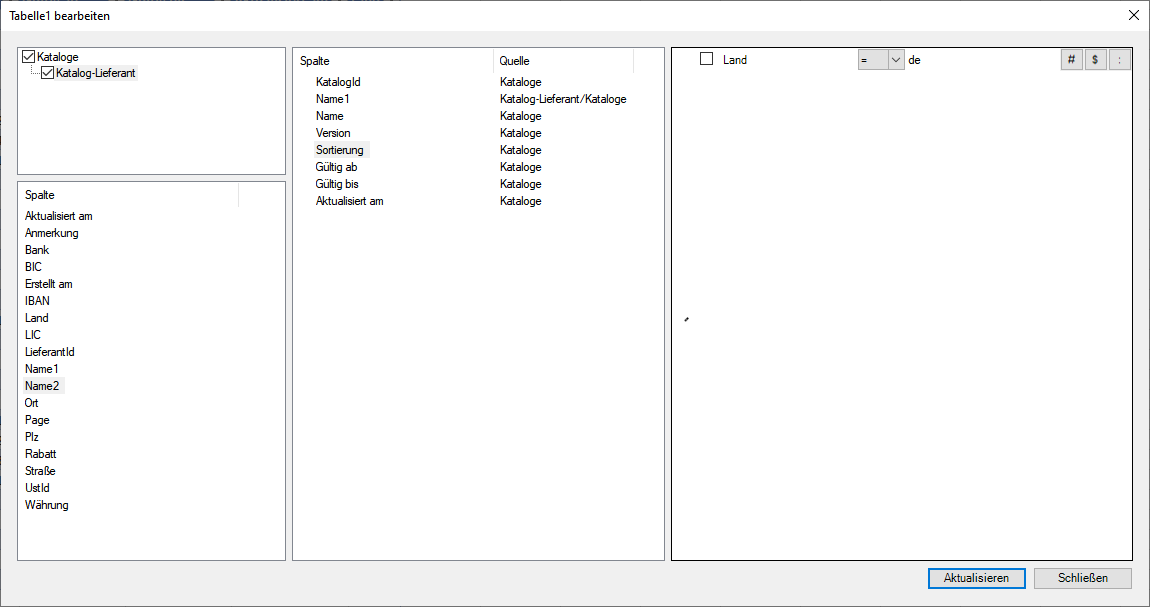 Tabelle1 bearbeiten
Kataloge
Katalog-Lieferant
Spalte
Aktualisiert am
Anmerkung
Bank
BIC
Erstellt am
IBAN
Land
LIC
LieferantId
Name1
Name2
Ort
Page
Plz
Rabatt
Straße
UstId
Währung
Spalte Quelle
KatalogId Kataloge
Name1 Katalog-Lieferant/Kataloge
Name Kataloge
Version Kataloge
Sortierung Kataloge
Gültig ab Kataloge
Gültig bis Kataloge
Aktualisiert am Kataloge
Land = de # $ :
Aktualisieren Schließen